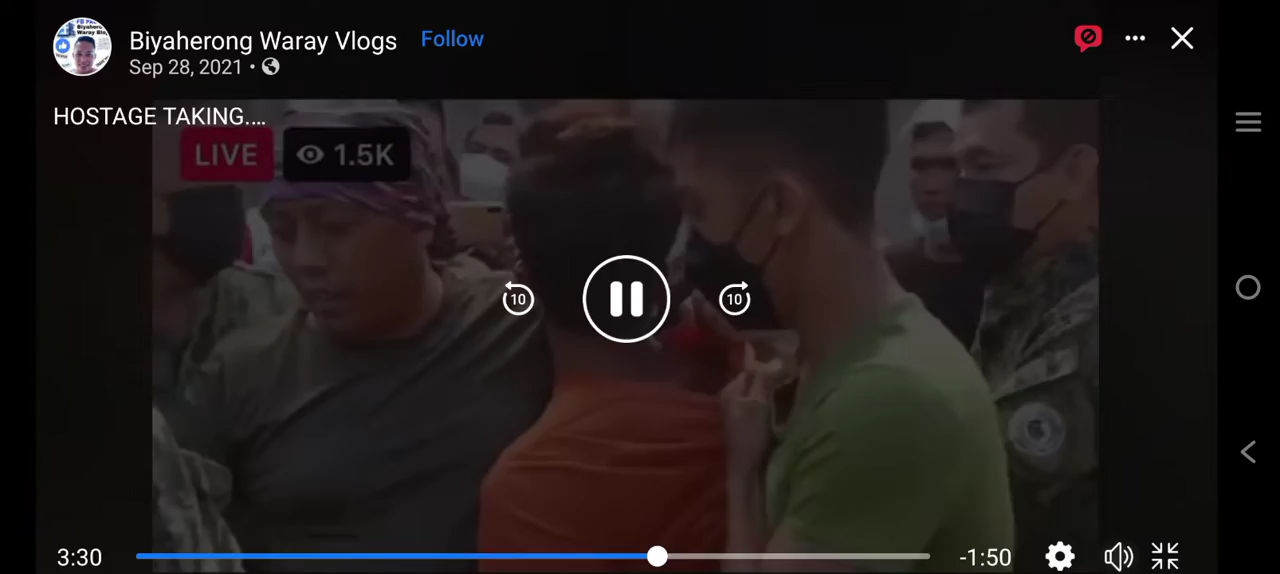 Biyaherong Waray Vlogs Follow
Sep 28, 2021 •
HOSTAGE TAKING....
LIVE 1.5K
10 10
3:30 -1:50